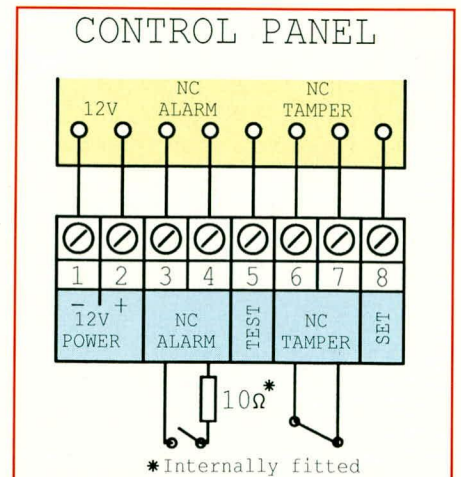 CONTROL PANEL
NC NC
12V ALARM TAMPER
1 2 3 4 5 6 7 8
- +
12V POWER
NC ALARM
TEST
NC TAMPER
SET
10Ω*
*Internally fitted